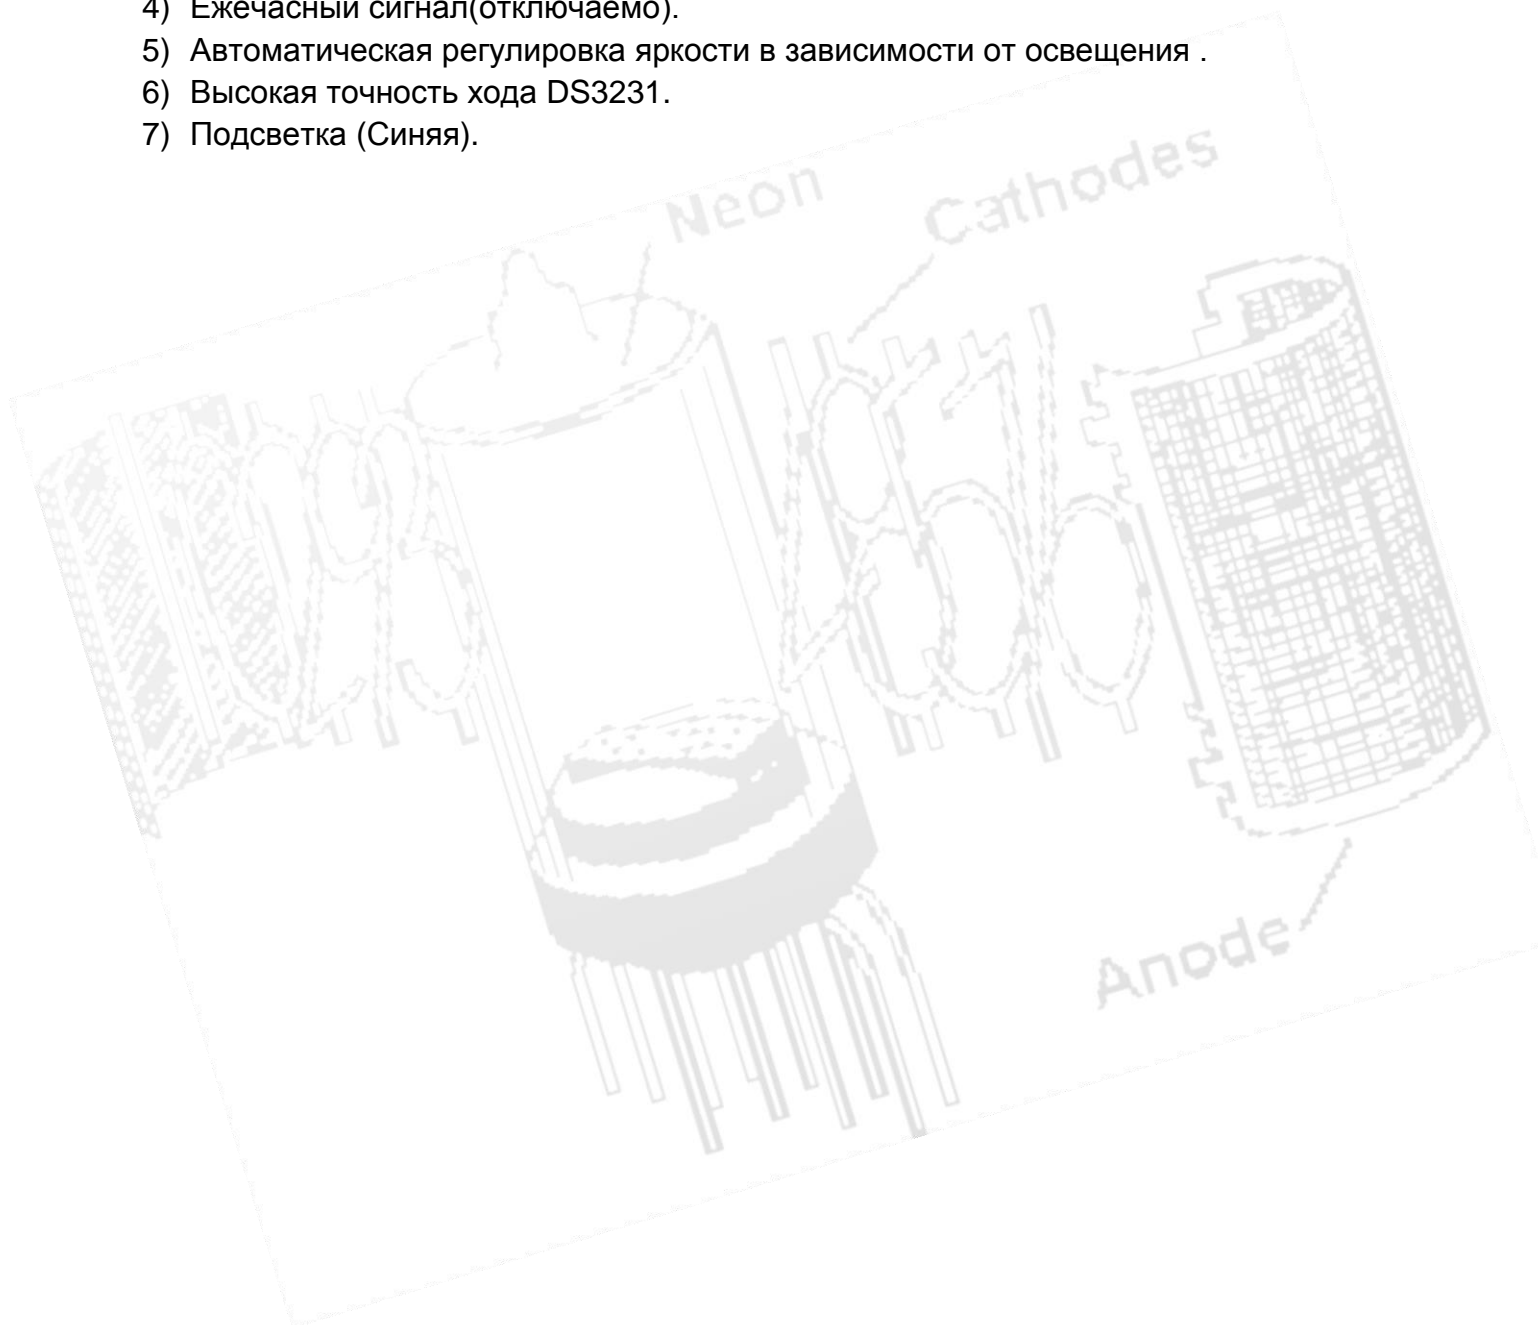 4) Ежечасный сигнал(отключаемо).
5) Автоматическая регулировка яркости в зависимости от освещения .
6) Высокая точность хода DS3231.
7) Подсветка (Синяя).
Neon
Cathodes
Anode